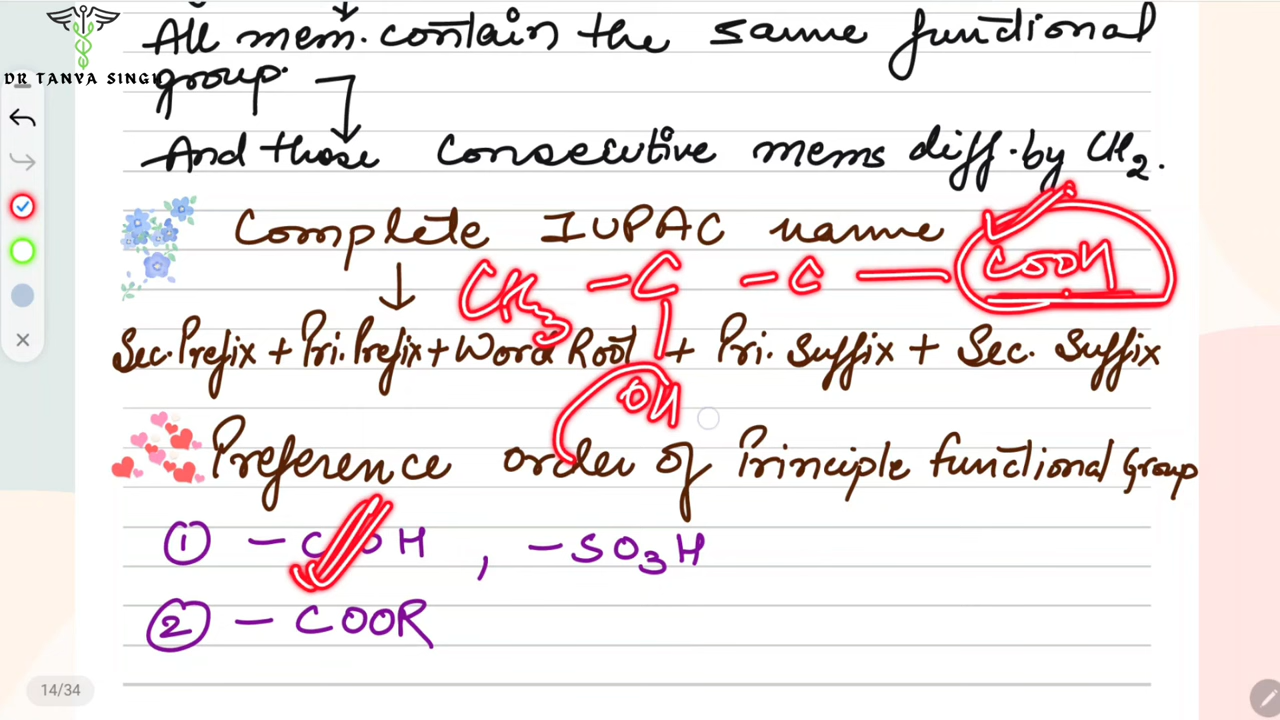 All mem. contain the same functional
DR TANYA SINGH
group.
And those consecutive mems diff. by CH2.
Complete IUPAC name
CH3 - C - C - COOH
Sec. Prefix + Pri. Prefix + Word Root + Pri. Suffix + Sec. Suffix
OH
Preference order of Principle functional Group
① - COOH, - SO3H
② - COOR
14/34